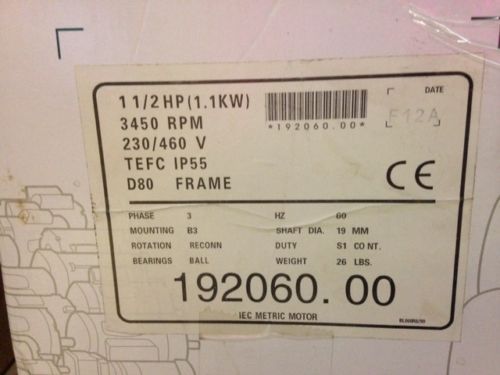 1 1/2 HP (1.1KW)
3450 RPM
230/460 V
TEFC IP55
D80 FRAME
*192060.00*
DATE
F12A
CE
PHASE 3 HZ 60
MOUNTING B3 SHAFT DIA. 19 MM
ROTATION RECONN DUTY S1 CONT.
BEARINGS BALL WEIGHT 26 LBS.
192060.00
IEC METRIC MOTOR